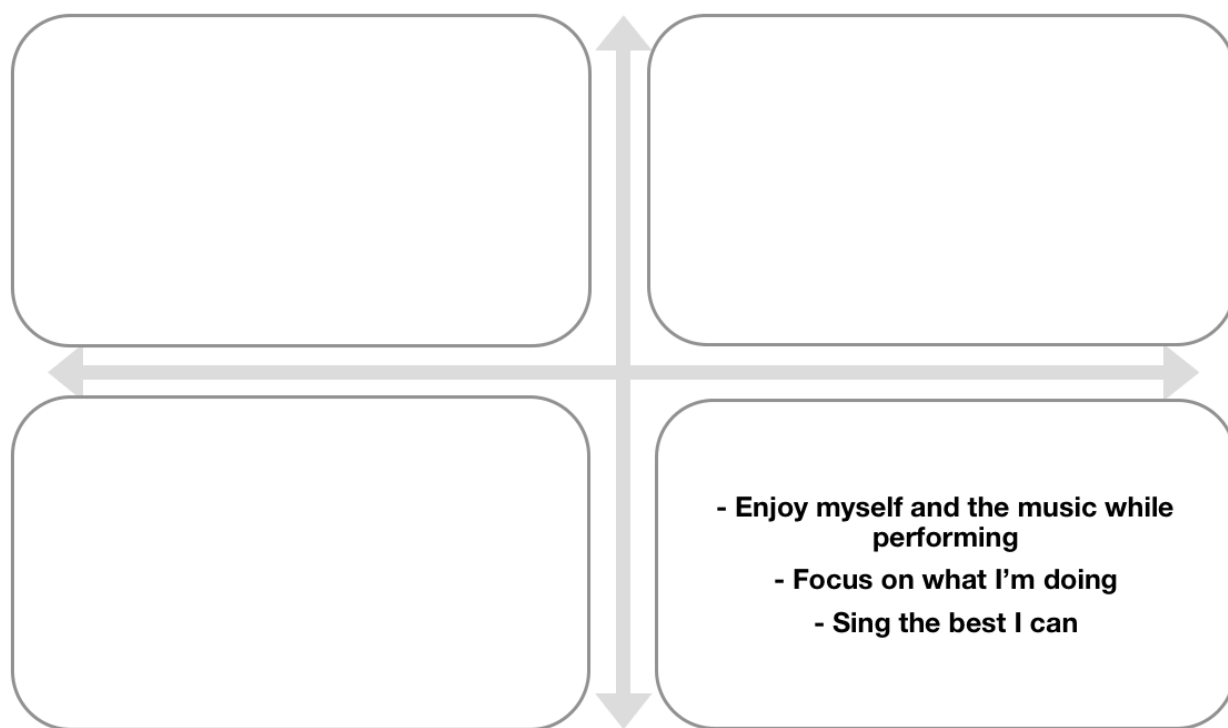 - Enjoy myself and the music while
performing
- Focus on what I’m doing
- Sing the best I can